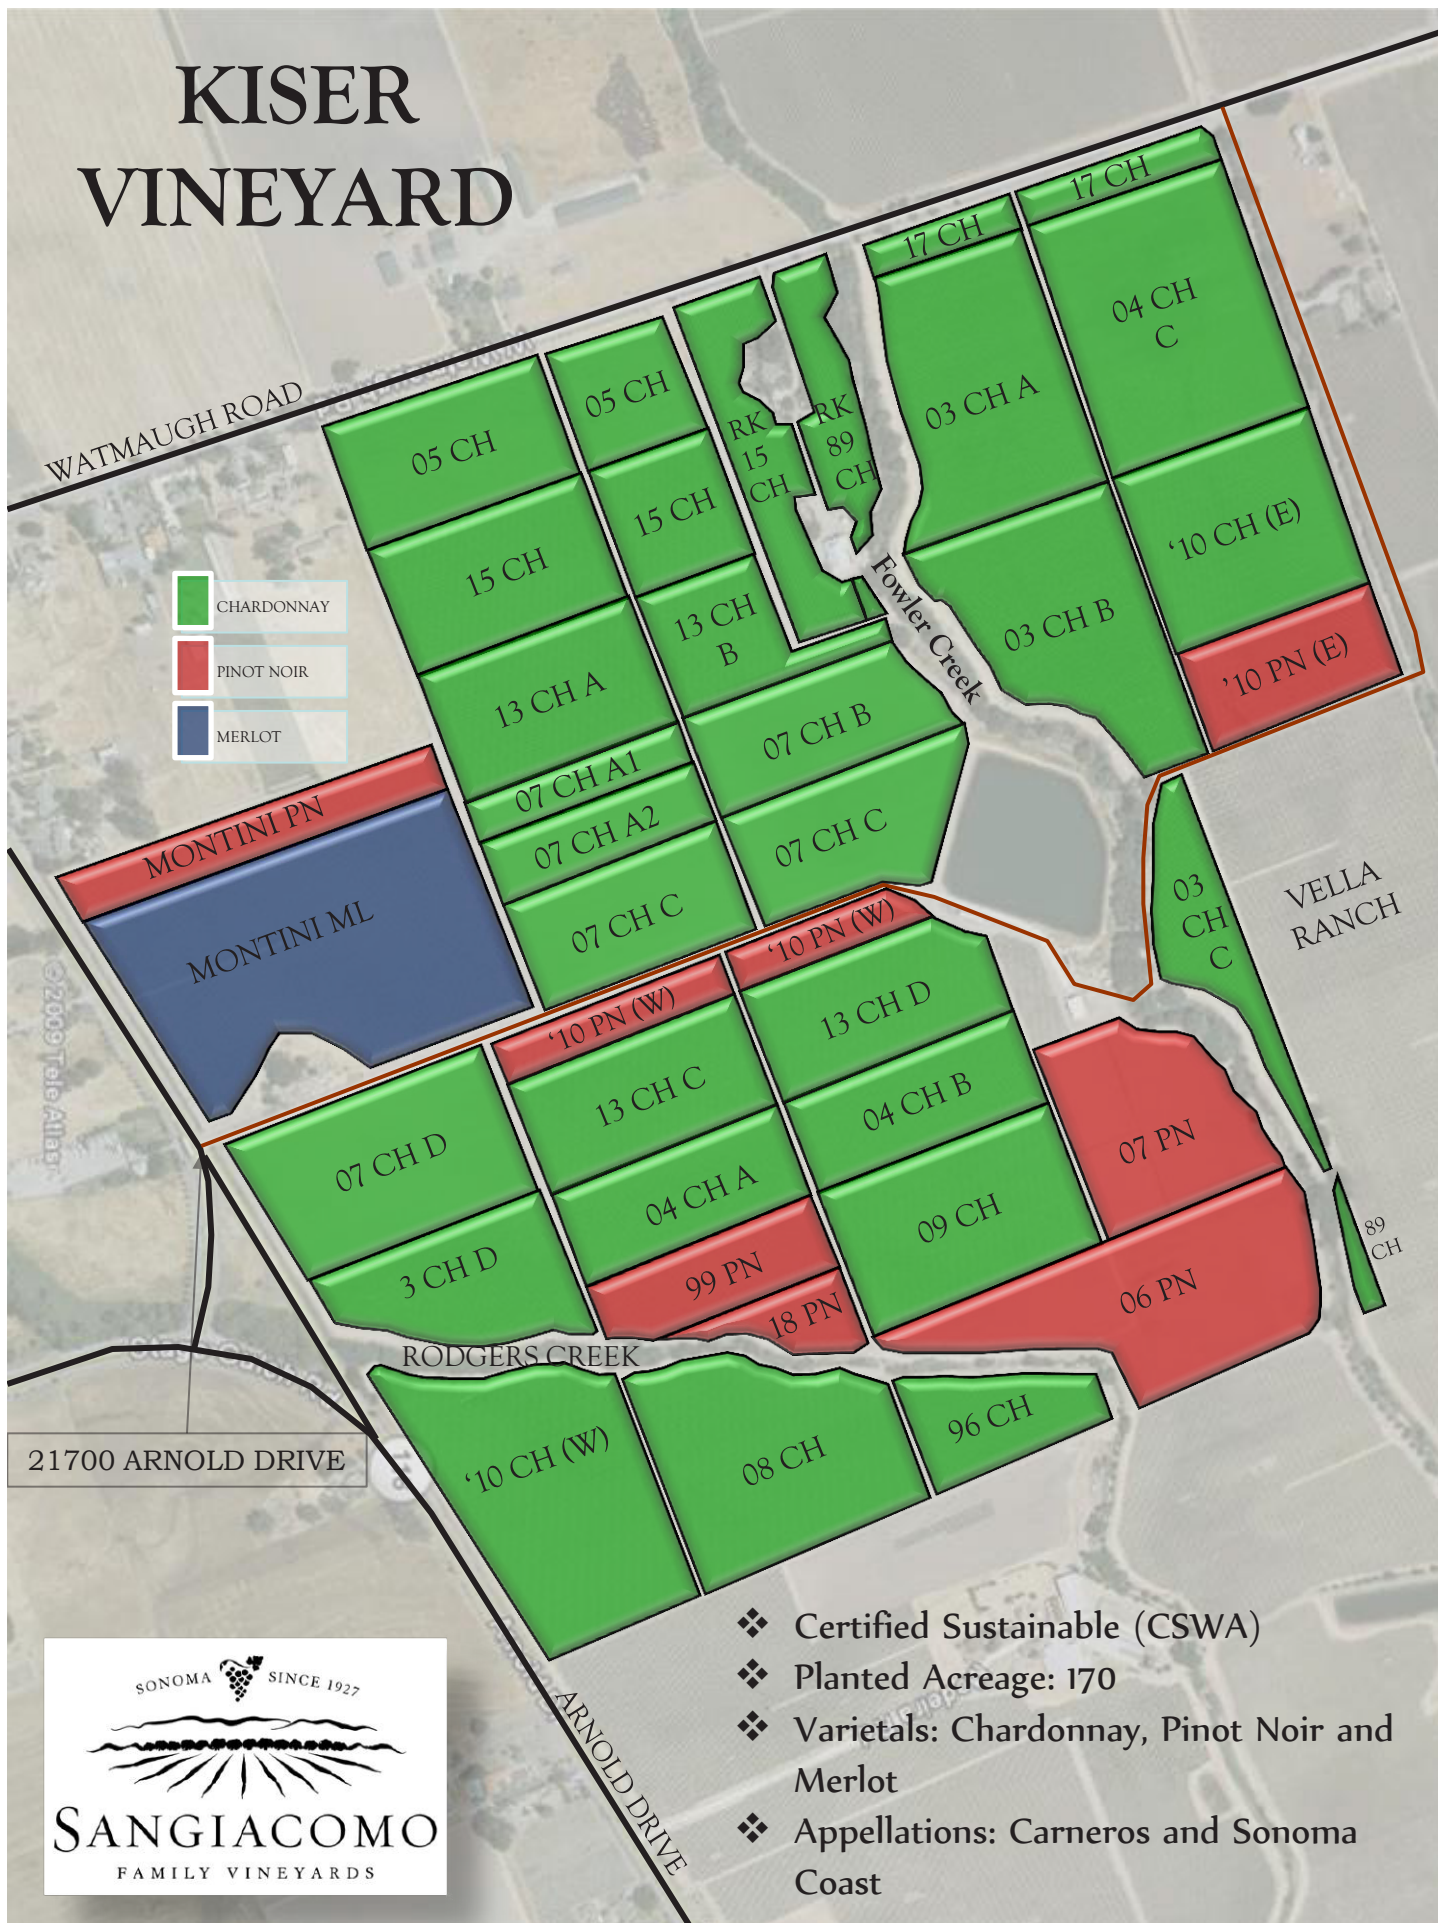 KISER
VINEYARD
17 CH
17 CH
04 CH
C
WATMAUGH ROAD
05 CH
05 CH
RK
15
CH
RK
89
CH
03 CH A
15 CH
15 CH
'10 CH (E)
CHARDONNAY
PINOT NOIR
MERLOT
13 CH
B
Fowler Creek
03 CH B
'10 PN (E)
13 CH A
07 CH A1
07 CH B
07 CH A2
07 CH C
07 CH C
MONTINI PN
MONTINI ML
03
CH
C
VELLA
RANCH
'10 PN (W)
'10 PN (W)
13 CH D
13 CH C
04 CH B
07 CH D
04 CH A
07 PN
09 CH
3 CH D
99 PN
18 PN
06 PN
89
CH
©2009 Tele Atlas
RODGERS CREEK
21700 ARNOLD DRIVE
'10 CH (W)
08 CH
96 CH
ARNOLD DRIVE
SONOMA SINCE 1927
SANGIACOMO
FAMILY VINEYARDS
❖ Certified Sustainable (CSWA)
❖ Planted Acreage: 170
❖ Varietals: Chardonnay, Pinot Noir and
Merlot
❖ Appellations: Carneros and Sonoma
Coast